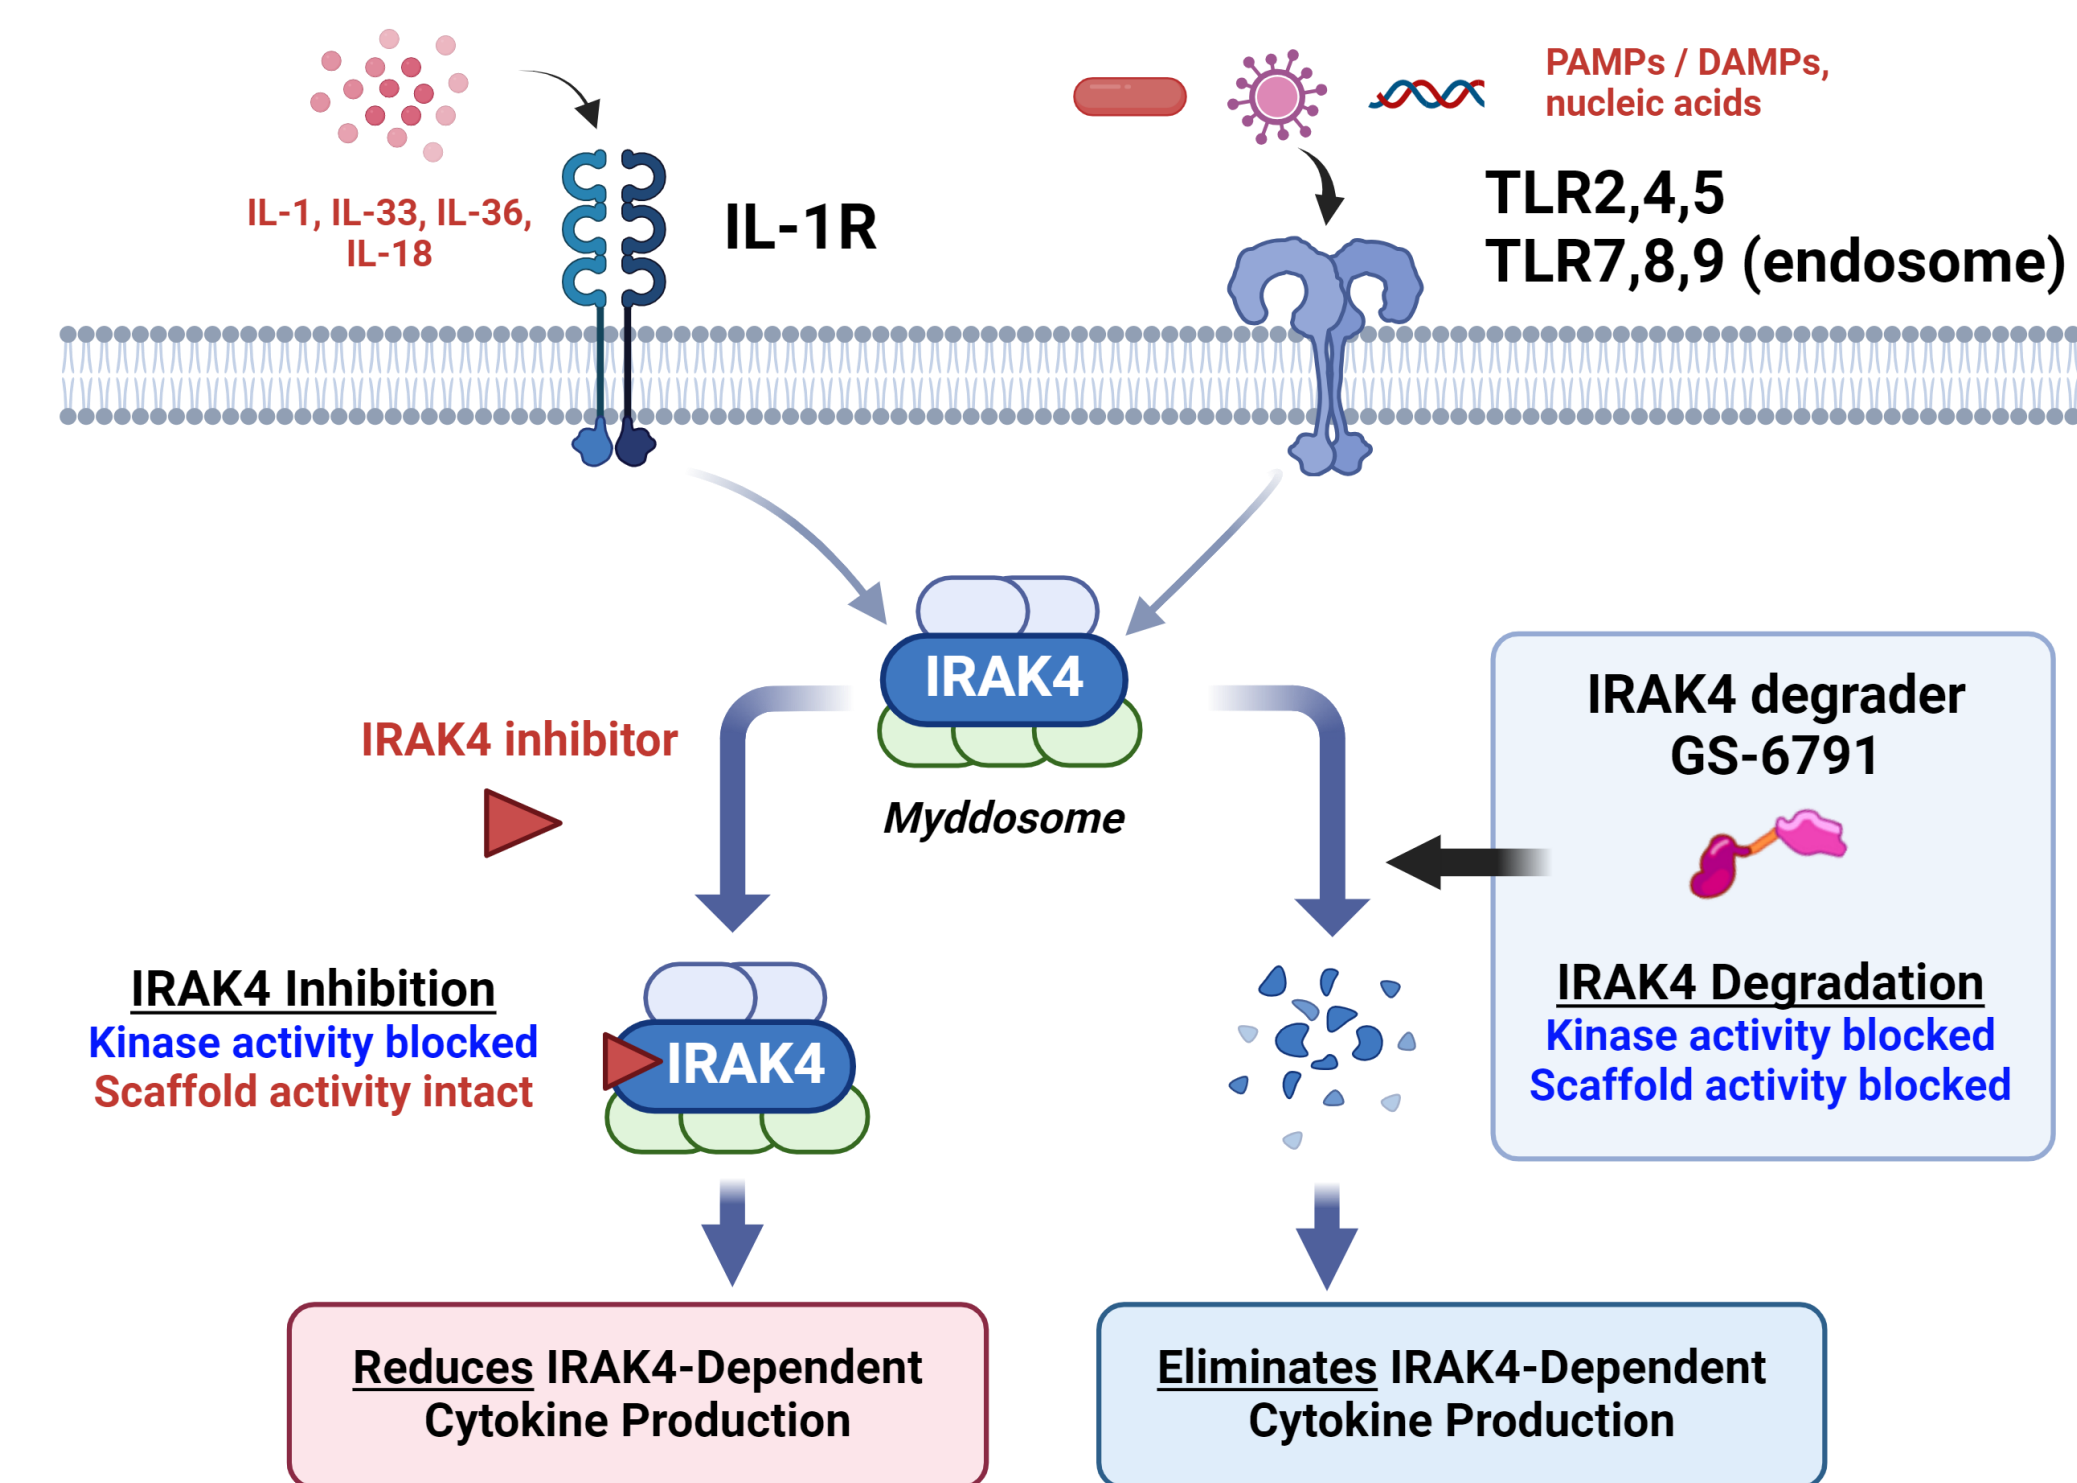 PAMPs / DAMPs,
nucleic acids
IL-1, IL-33, IL-36,
IL-18
IL-1R
TLR2,4,5
TLR7,8,9 (endosome)
IRAK4
Myddosome
IRAK4 inhibitor
IRAK4 degrader
GS-6791
IRAK4 Inhibition
Kinase activity blocked
Scaffold activity intact
IRAK4
IRAK4 Degradation
Kinase activity blocked
Scaffold activity blocked
Reduces IRAK4-Dependent
Cytokine Production
Eliminates IRAK4-Dependent
Cytokine Production